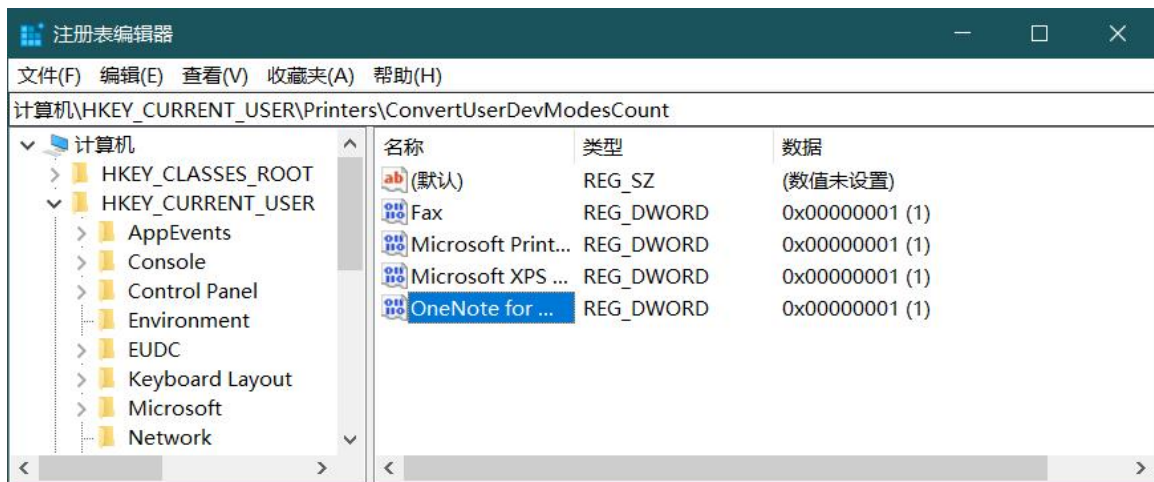 注册表编辑器
文件(F) 编辑(E) 查看(V) 收藏夹(A) 帮助(H)
计算机\HKEY_CURRENT_USER\Printers\ConvertUserDevModesCount
计算机
HKEY_CLASSES_ROOT
HKEY_CURRENT_USER
AppEvents
Console
Control Panel
Environment
EUDC
Keyboard Layout
Microsoft
Network
名称 类型 数据
ab (默认) REG_SZ (数值未设置)
Fax REG_DWORD 0x00000001 (1)
Microsoft Print... REG_DWORD 0x00000001 (1)
Microsoft XPS ... REG_DWORD 0x00000001 (1)
OneNote for ... REG_DWORD 0x00000001 (1)